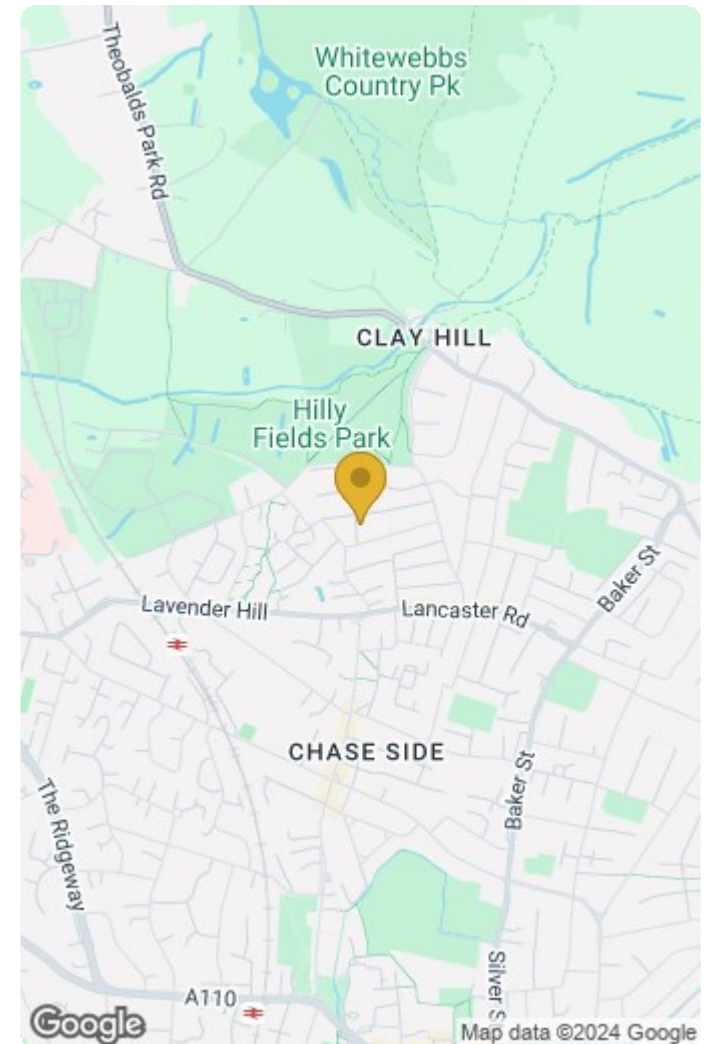 Theobalds Park Rd
Whitewebbs
Country Pk
CLAY HILL
Hilly
Fields Park
Baker St
Lavender Hill
Lancaster Rd
CHASE SIDE
Baker St
The Ridgeway
Silver S
A110
Google
Map data ©2024 Google